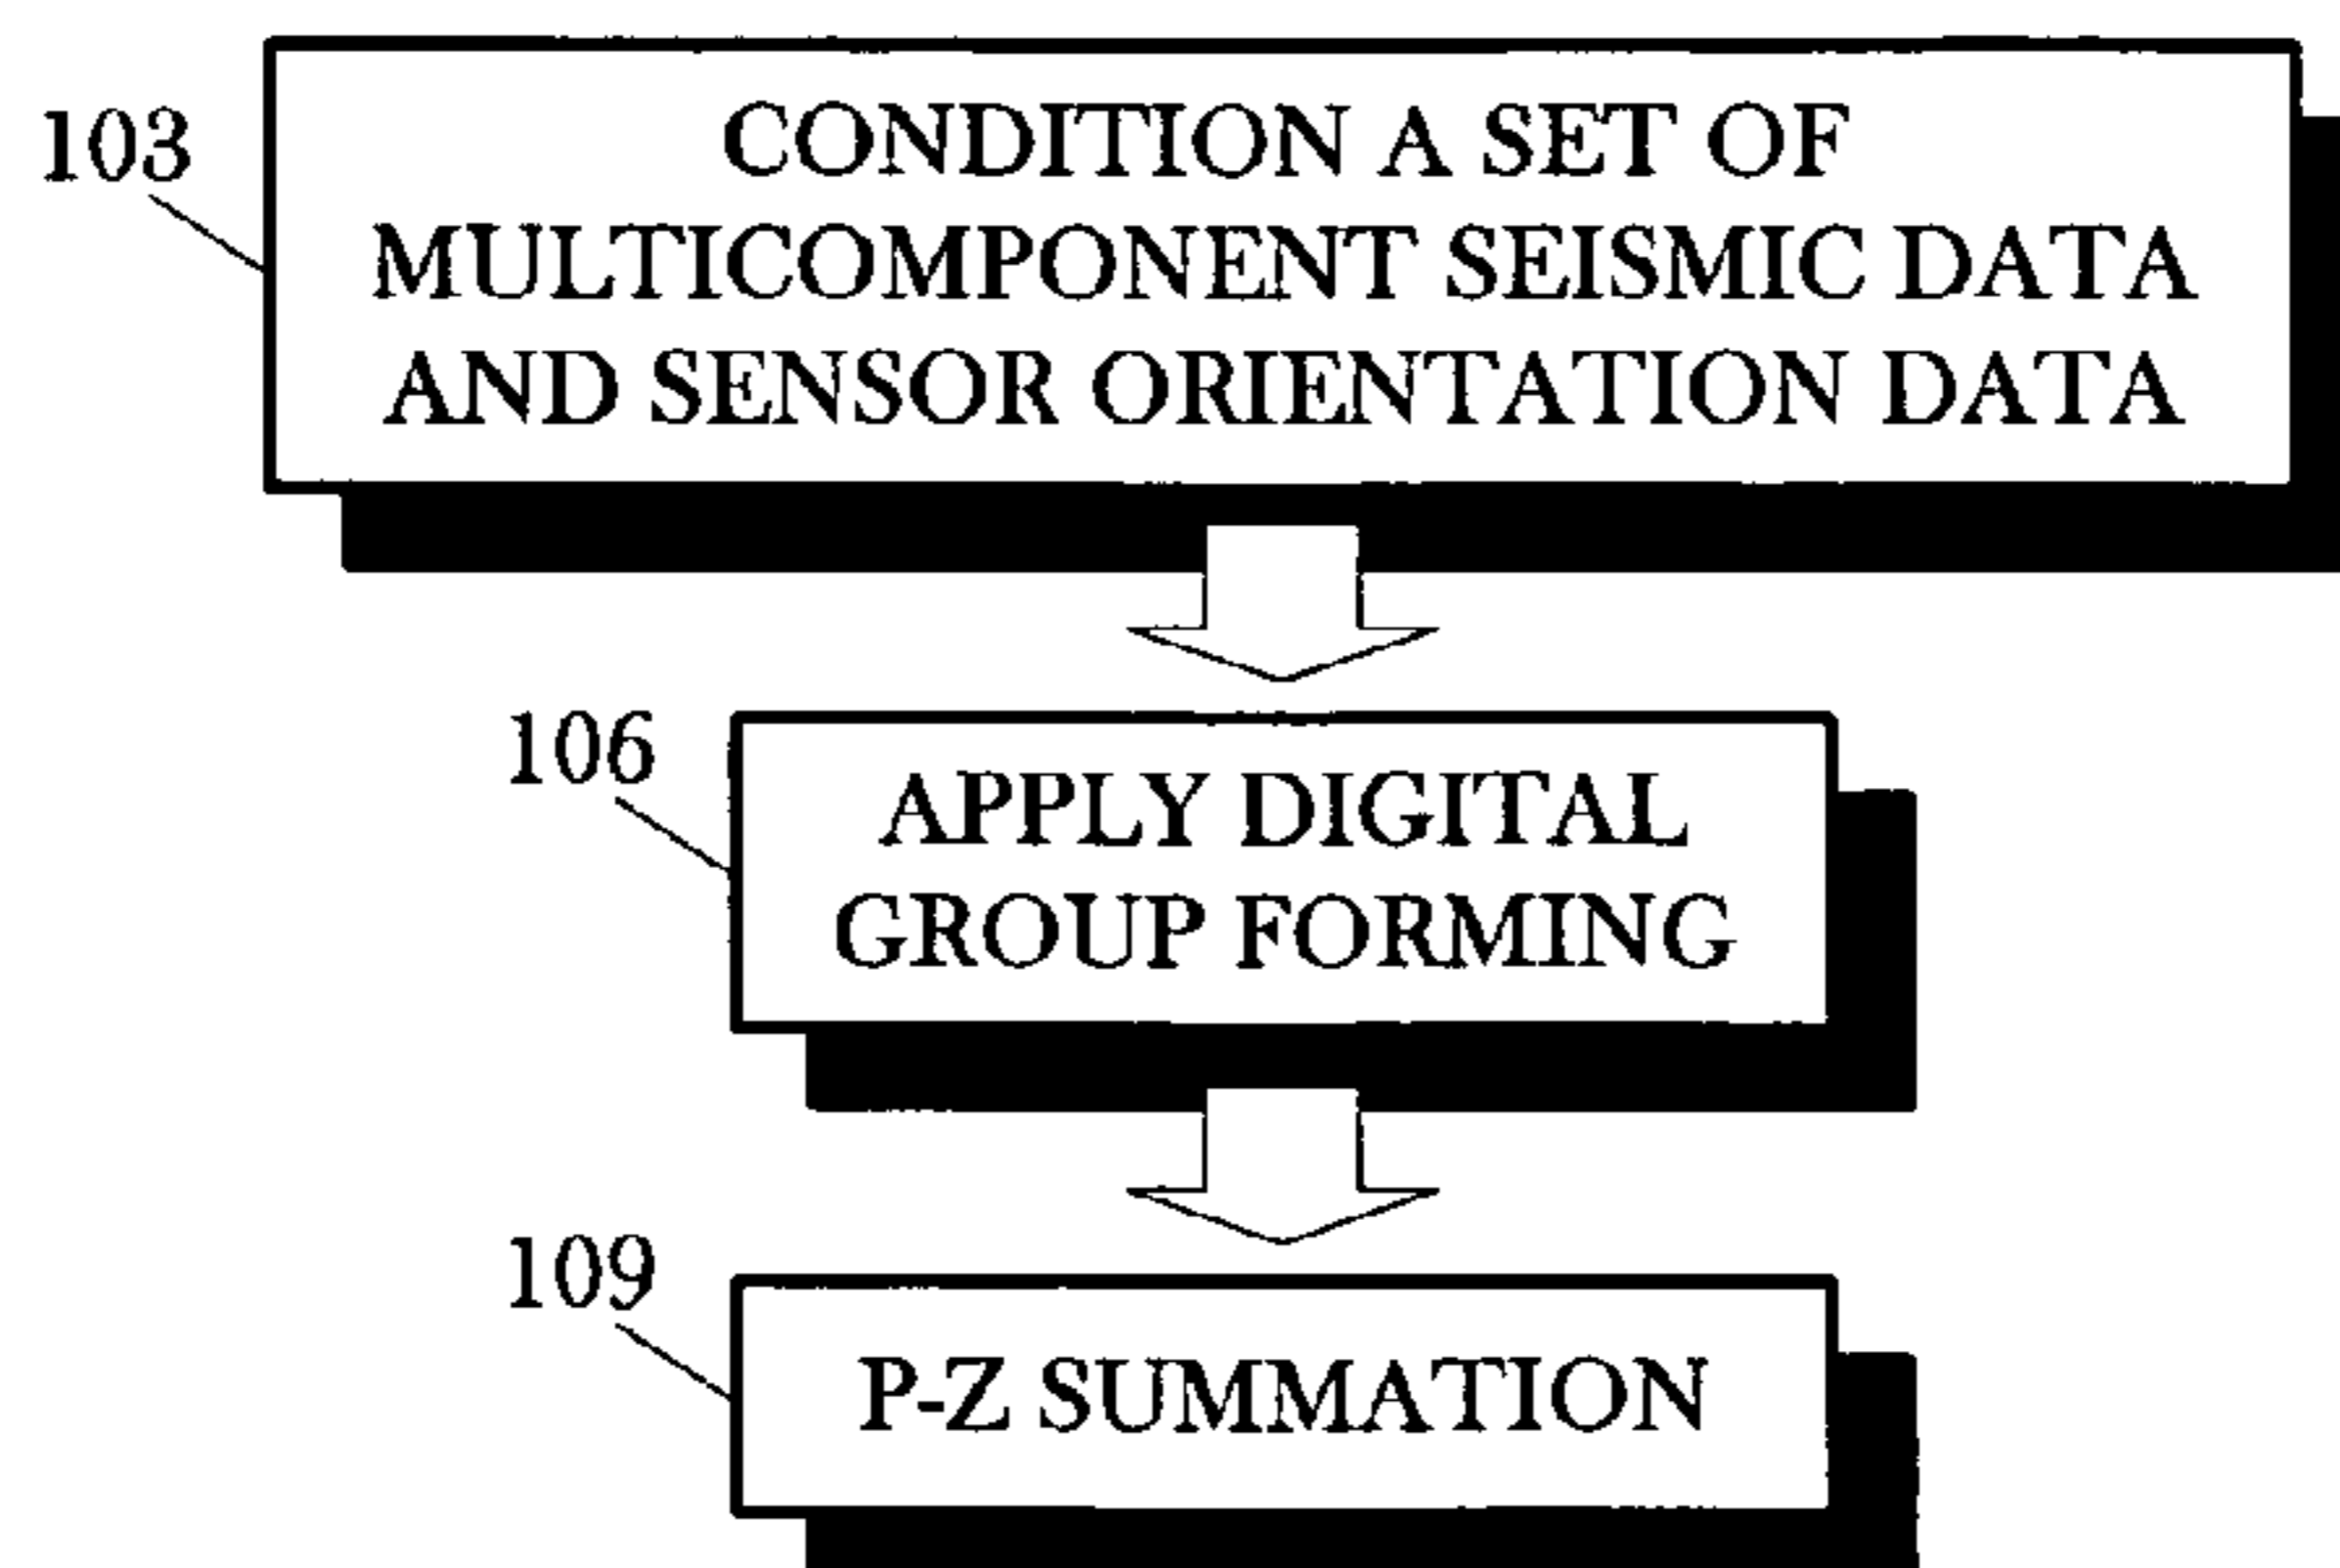 103
CONDITION A SET OF
MULTICOMPONENT SEISMIC DATA
AND SENSOR ORIENTATION DATA
106
APPLY DIGITAL
GROUP FORMING
109
P-Z SUMMATION